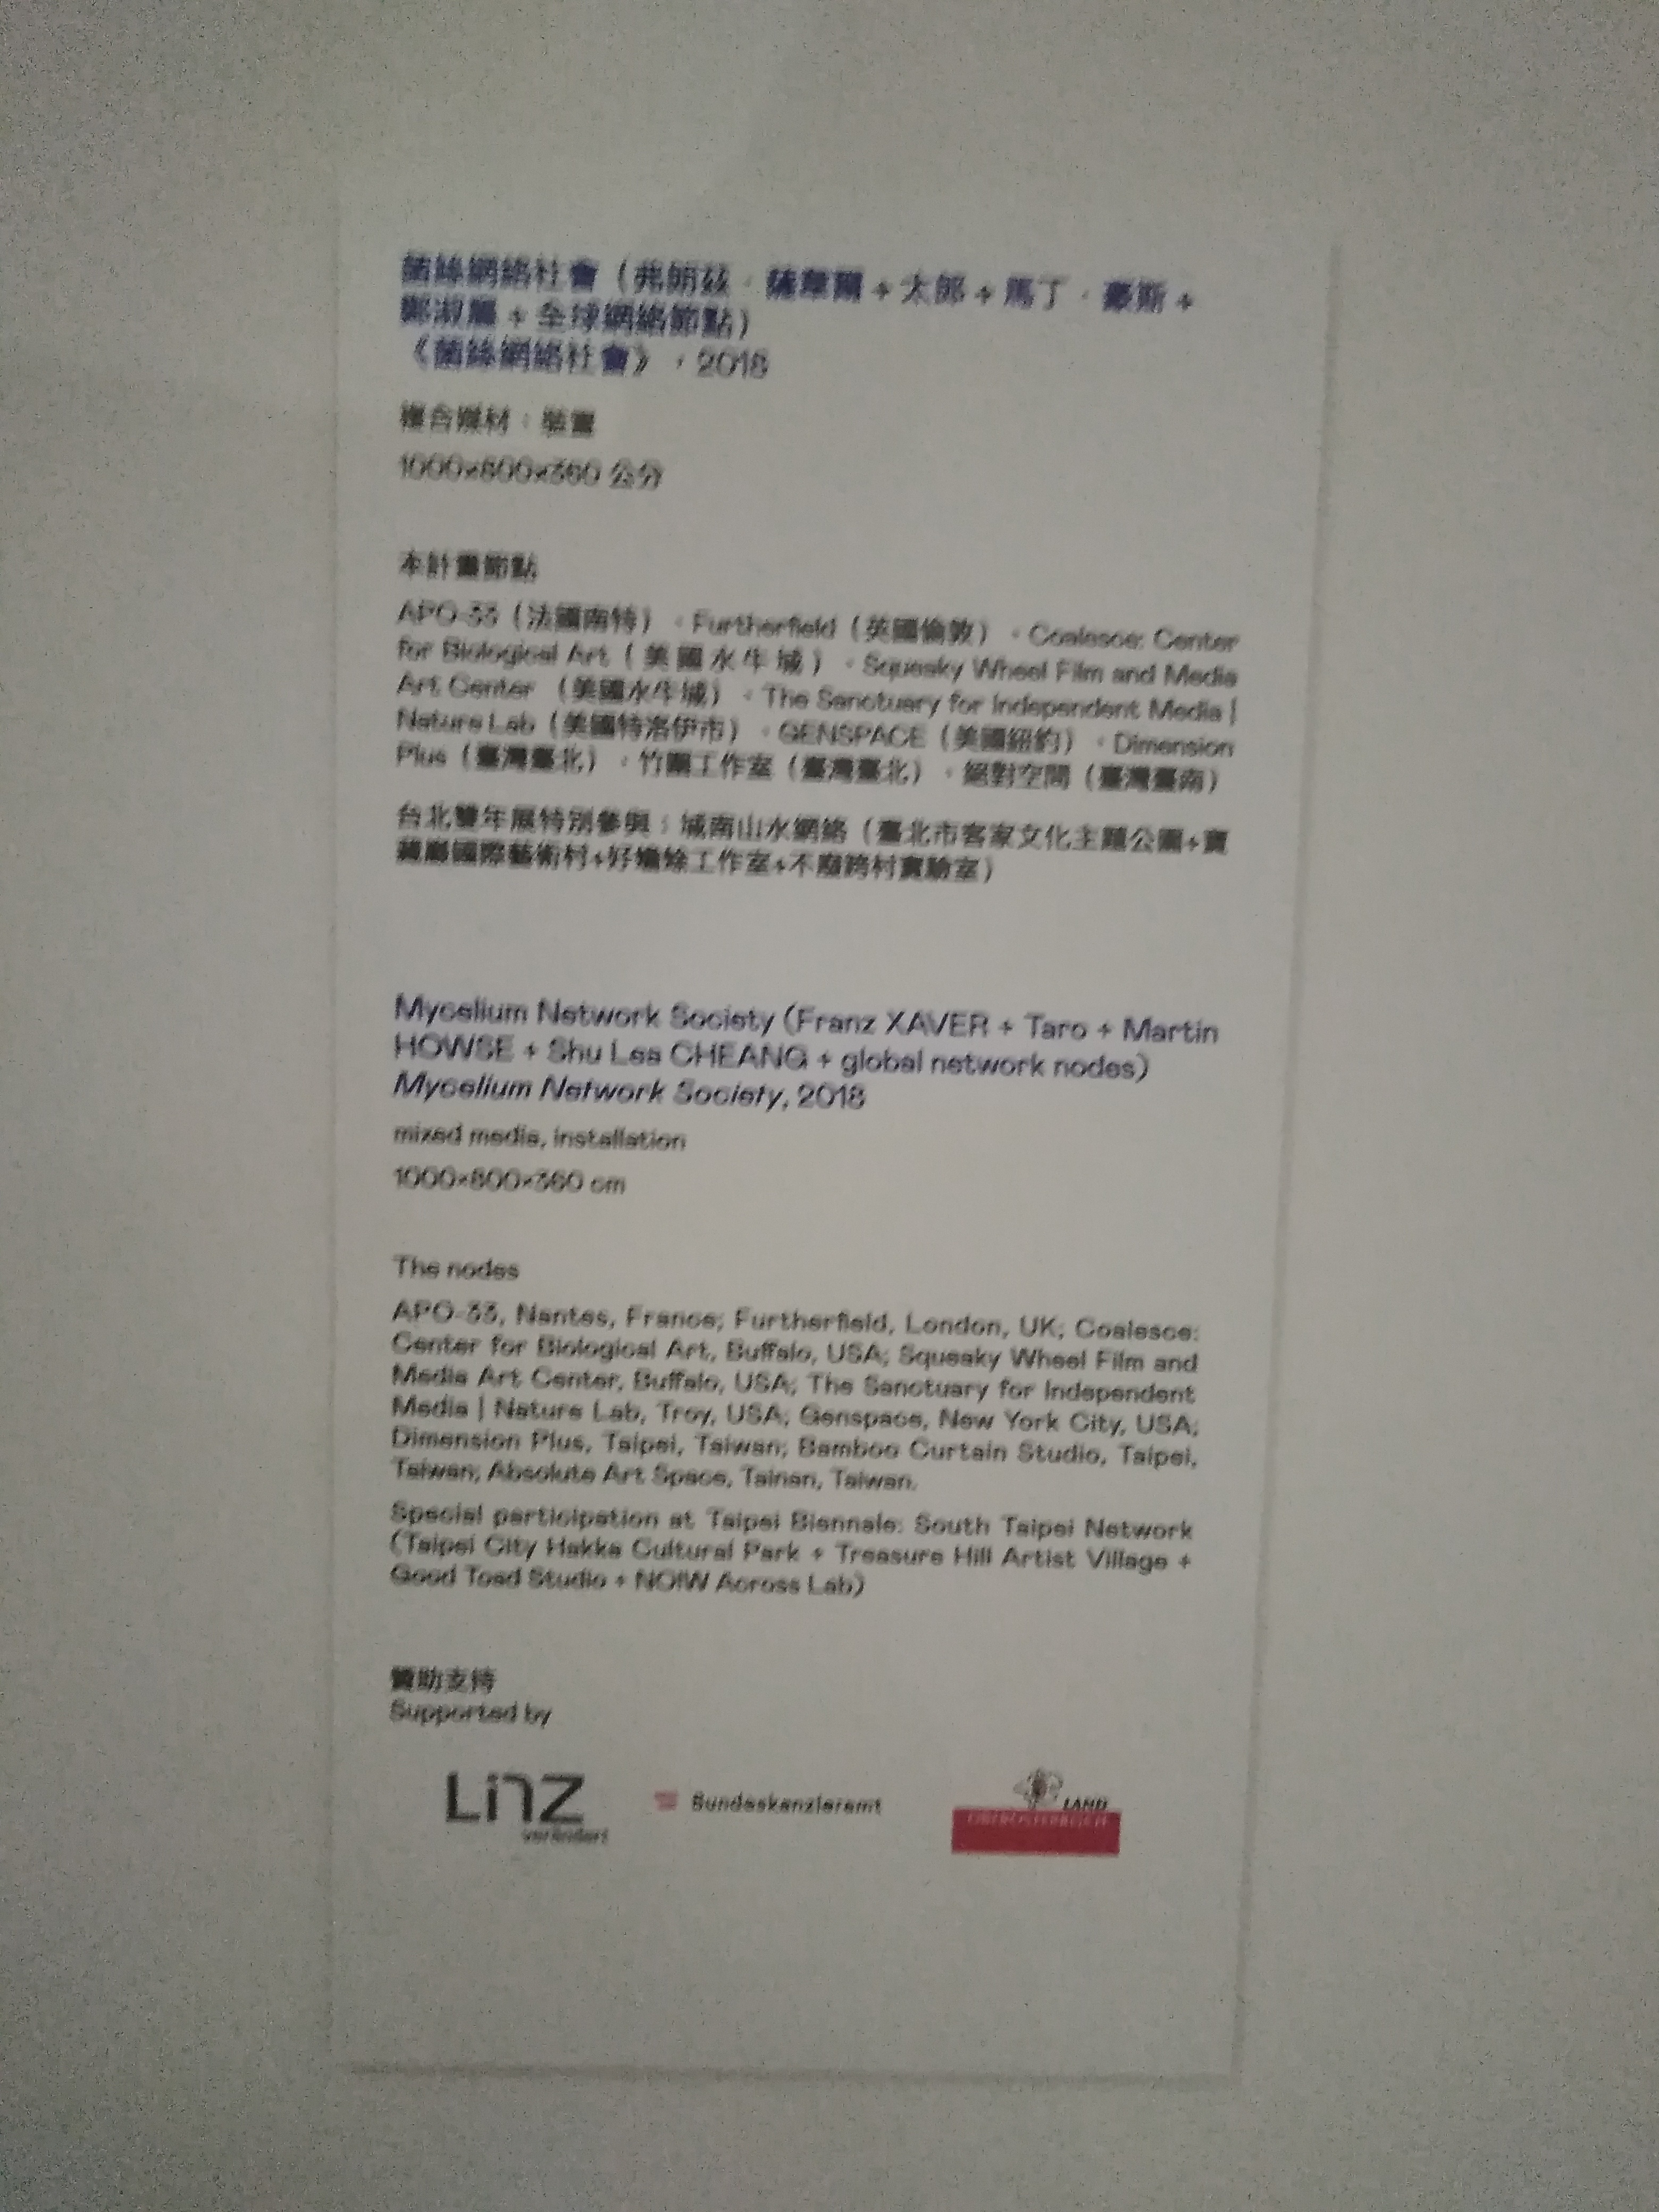 菌絲網絡社會（弗朗茲・薩韋爾＋太郎＋馬丁・豪斯＋
鄭淑麗＋全球網絡節點）
《菌絲網絡社會》，2018
複合媒材、裝置
1000×800×360 公分
本計畫節點
APO-33（法國南特）、Furtherfield（英國倫敦）、Coalesce: Center
for Biological Art（美國水牛城）、Squeaky Wheel Film and Media
Art Center （美國水牛城）、The Sanctuary for Independent Media |
Nature Lab（美國特洛伊市）、GENSPACE（美國紐約）、Dimension
Plus（臺灣臺北）、竹圍工作室（臺灣臺北）、絕對空間（臺灣臺南）
台北雙年展特別參與：城南山水網絡（臺北市客家文化主題公園+寶
藏巖國際藝術村+好蟾蜍工作室+不廢跨村實驗室）
Mycelium Network Society (Franz XAVER + Taro + Martin
HOWSE + Shu Lea CHEANG + global network nodes)
Mycelium Network Society, 2018
mixed media, installation
1000×800×360 cm
The nodes
APO-33, Nantes, France; Furtherfield, London, UK; Coalesce:
Center for Biological Art, Buffalo, USA; Squeaky Wheel Film and
Media Art Center, Buffalo, USA; The Sanctuary for Independent
Media | Nature Lab, Troy, USA; Genspace, New York City, USA;
Dimension Plus, Taipei, Taiwan; Bamboo Curtain Studio, Taipei,
Taiwan; Absolute Art Space, Tainan, Taiwan.
Special participation at Taipei Biennale: South Taipei Network
(Taipei City Hakka Cultural Park + Treasure Hill Artist Village +
Good Toad Studio + NOIW Across Lab)
贊助支持
Supported by
Linz
verändert
Bundeskanzleramt
LAND
OBERÖSTERREICH